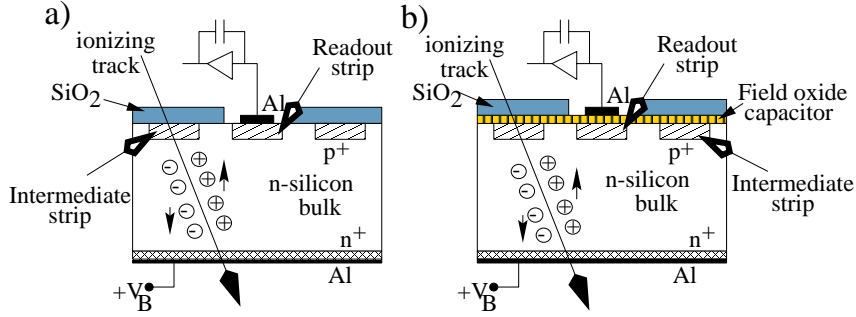 a)
ionizing
track
SiO2
Readout
strip
Al
p+
Intermediate
strip
n-silicon
bulk
n+
Al
+VB
b)
ionizing
track
SiO2
Readout
strip
Al
Field oxide
capacitor
p+
n-silicon
bulk
Intermediate
strip
n+
Al
+VB